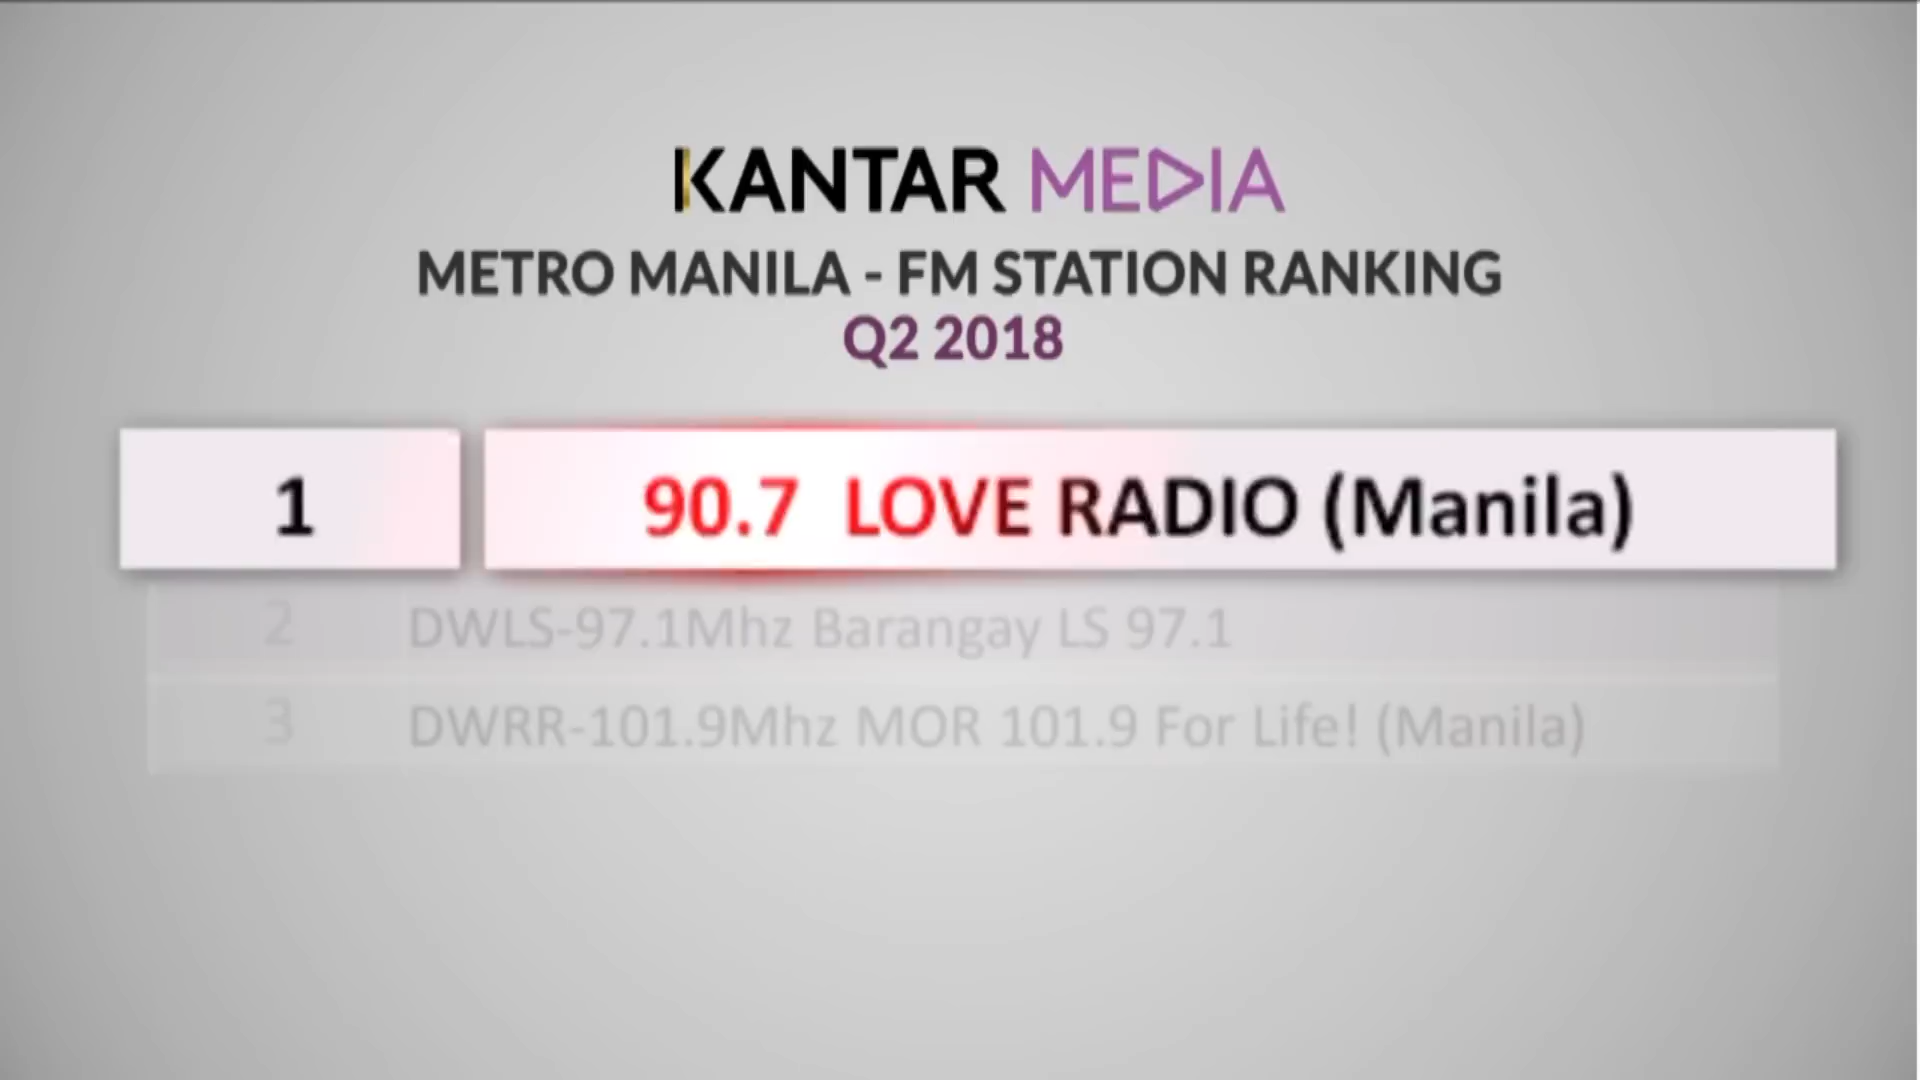 KANTAR MEDIA
METRO MANILA - FM STATION RANKING
Q2 2018
1 90.7 LOVE RADIO (Manila)
2 DWLS-97.1Mhz Barangay LS 97.1
3 DWRR-101.9Mhz MOR 101.9 For Life! (Manila)